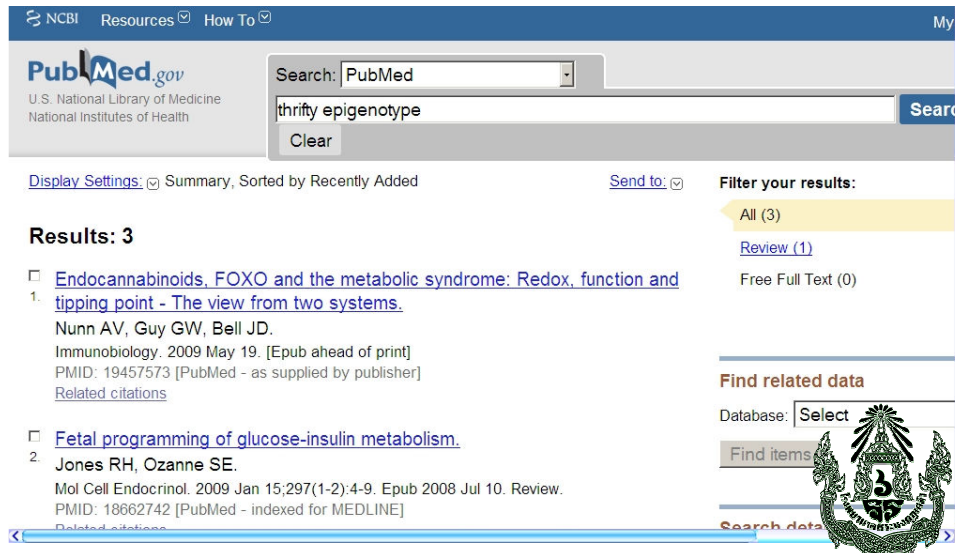 NCBI Resources How To My
PubMed.gov
U.S. National Library of Medicine
National Institutes of Health
Search: PubMed
thrifty epigenotype
Searc
Clear
Display Settings: Summary, Sorted by Recently Added Send to:
Results: 3
1. Endocannabinoids, FOXO and the metabolic syndrome: Redox, function and
tipping point - The view from two systems.
Nunn AV, Guy GW, Bell JD.
Immunobiology. 2009 May 19. [Epub ahead of print]
PMID: 19457573 [PubMed - as supplied by publisher]
Related citations
2. Fetal programming of glucose-insulin metabolism.
Jones RH, Ozanne SE.
Mol Cell Endocrinol. 2009 Jan 15;297(1-2):4-9. Epub 2008 Jul 10. Review.
PMID: 18662742 [PubMed - indexed for MEDLINE]
Related citations
Filter your results:
All (3)
Review (1)
Free Full Text (0)
Find related data
Database: Select
Find items
Search deta